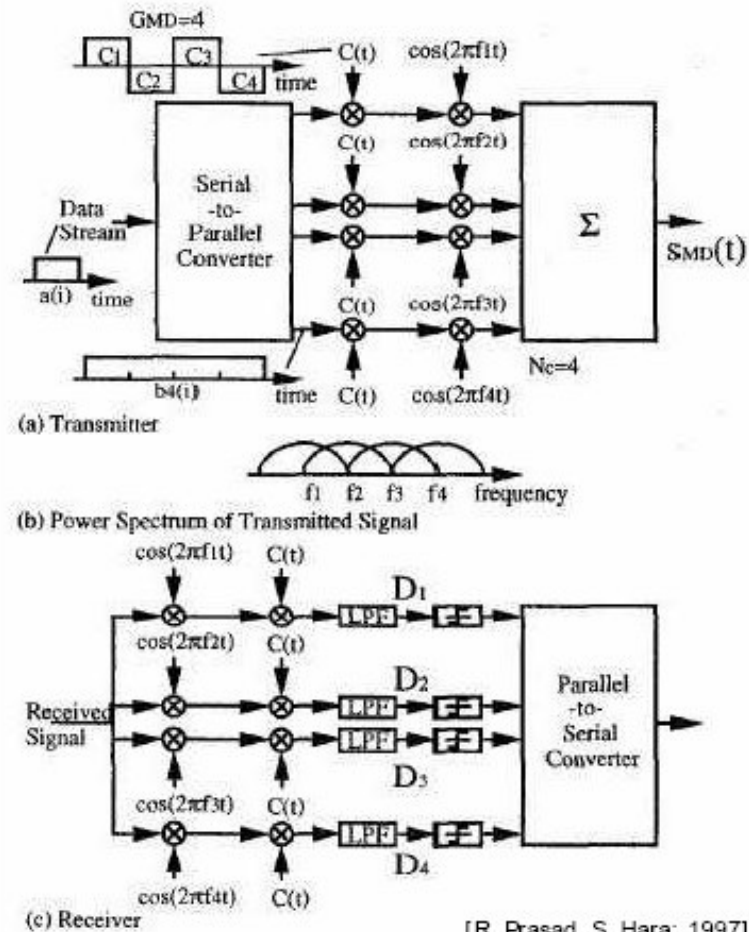 GMD=4
C1 C3
C2 C4 time
C(t) cos(2πf1t)
C(t) cos(2πf2t)
Data
Stream
a(i) time
Serial
-to-
Parallel
Converter
Σ
SMD(t)
C(t) cos(2πf3t)
Nc=4
b4(i) time
C(t) cos(2πf4t)
(a) Transmitter
f1 f2 f3 f4 frequency
(b) Power Spectrum of Transmitted Signal
cos(2πf1t) C(t)
D1
LPF
cos(2πf2t) C(t)
D2
LPF
Received
Signal
LPF
D3
cos(2πf3t) C(t)
LPF
D4
cos(2πf4t) C(t)
Parallel
-to-
Serial
Converter
(c) Receiver
[R. Prasad, S. Hara; 1997]